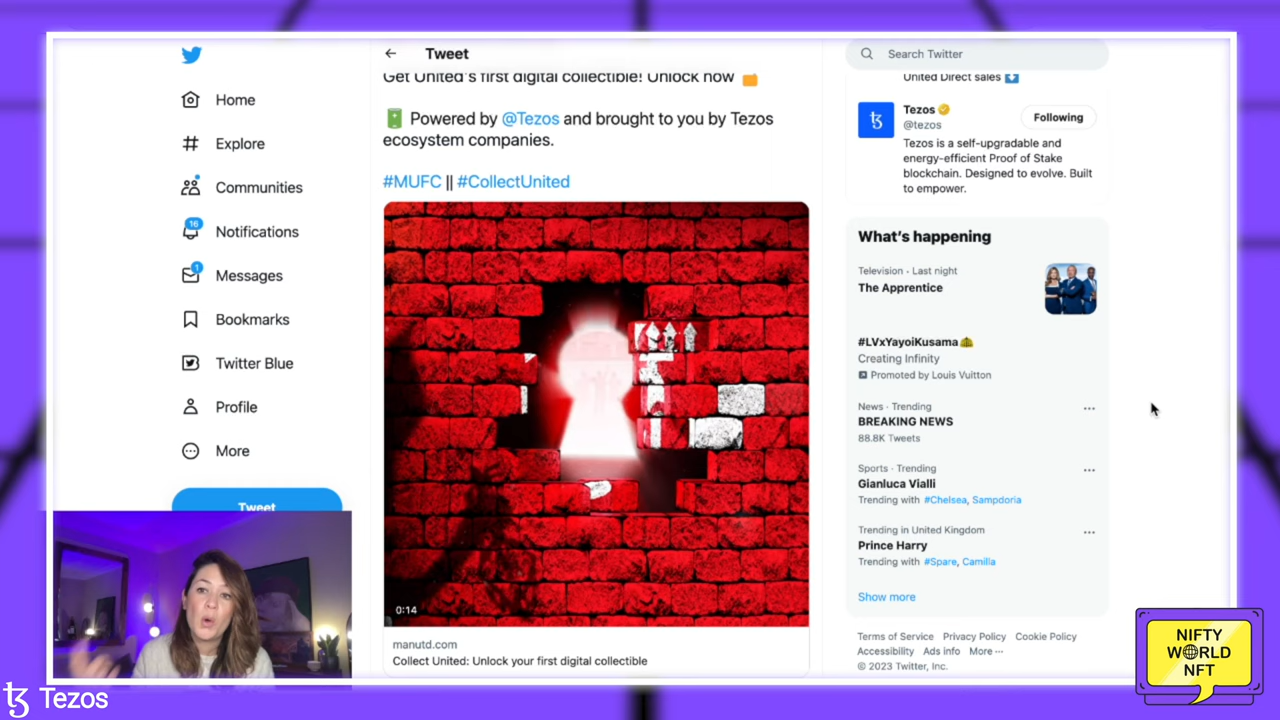 Tweet
Search Twitter
Get United's first digital collectible! Unlock now
Powered by @Tezos and brought to you by Tezos
ecosystem companies.
#MUFC || #CollectUnited
0:14
manutd.com
Collect United: Unlock your first digital collectible
Home
Explore
Communities
16
Notifications
1
Messages
Bookmarks
Twitter Blue
Profile
More
Tweet
United Direct sales
Tezos
@tezos
Following
Tezos is a self-upgradable and
energy-efficient Proof of Stake
blockchain. Designed to evolve. Built
to empower.
What's happening
Television · Last night
The Apprentice
#LVxYayoiKusama
Creating Infinity
Promoted by Louis Vuitton
News · Trending
BREAKING NEWS
88.8K Tweets
Sports · Trending
Gianluca Vialli
Trending with #Chelsea, Sampdoria
Trending in United Kingdom
Prince Harry
Trending with #Spare, Camilla
Show more
Terms of Service Privacy Policy Cookie Policy
Accessibility Ads info More ···
© 2023 Twitter, Inc.
NIFTY
WORLD
NFT
Tezos